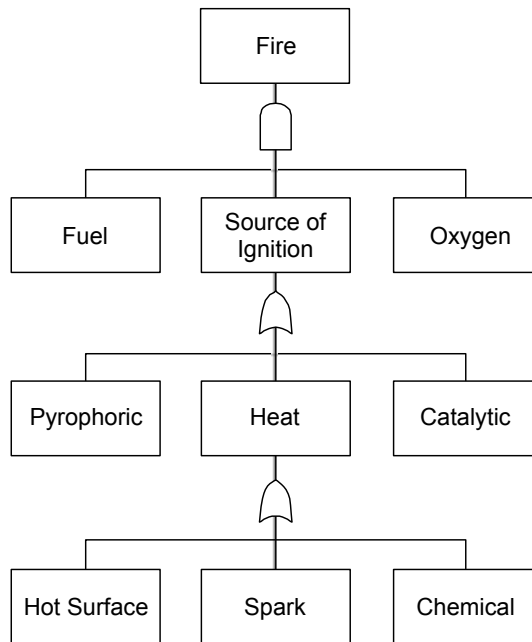 Fire
Fuel
Source of
Ignition
Oxygen
Pyrophoric
Heat
Catalytic
Hot Surface
Spark
Chemical